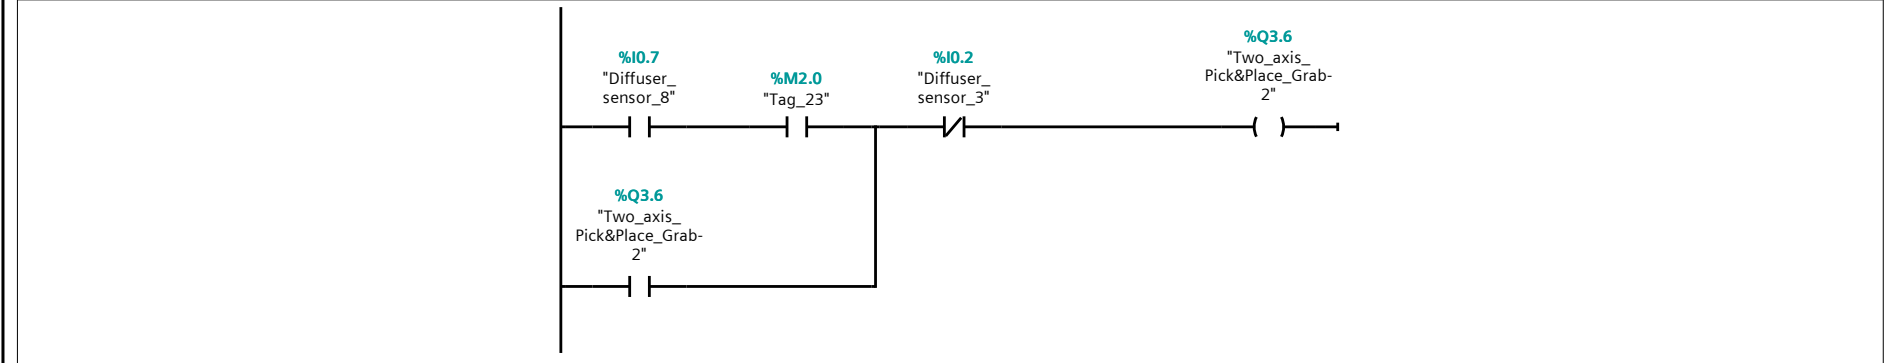 %I0.7
"Diffuser_
sensor_8"
%M2.0
"Tag_23"
%I0.2
"Diffuser_
sensor_3"
%Q3.6
"Two_axis_
Pick&Place_Grab-
2"
%Q3.6
"Two_axis_
Pick&Place_Grab-
2"